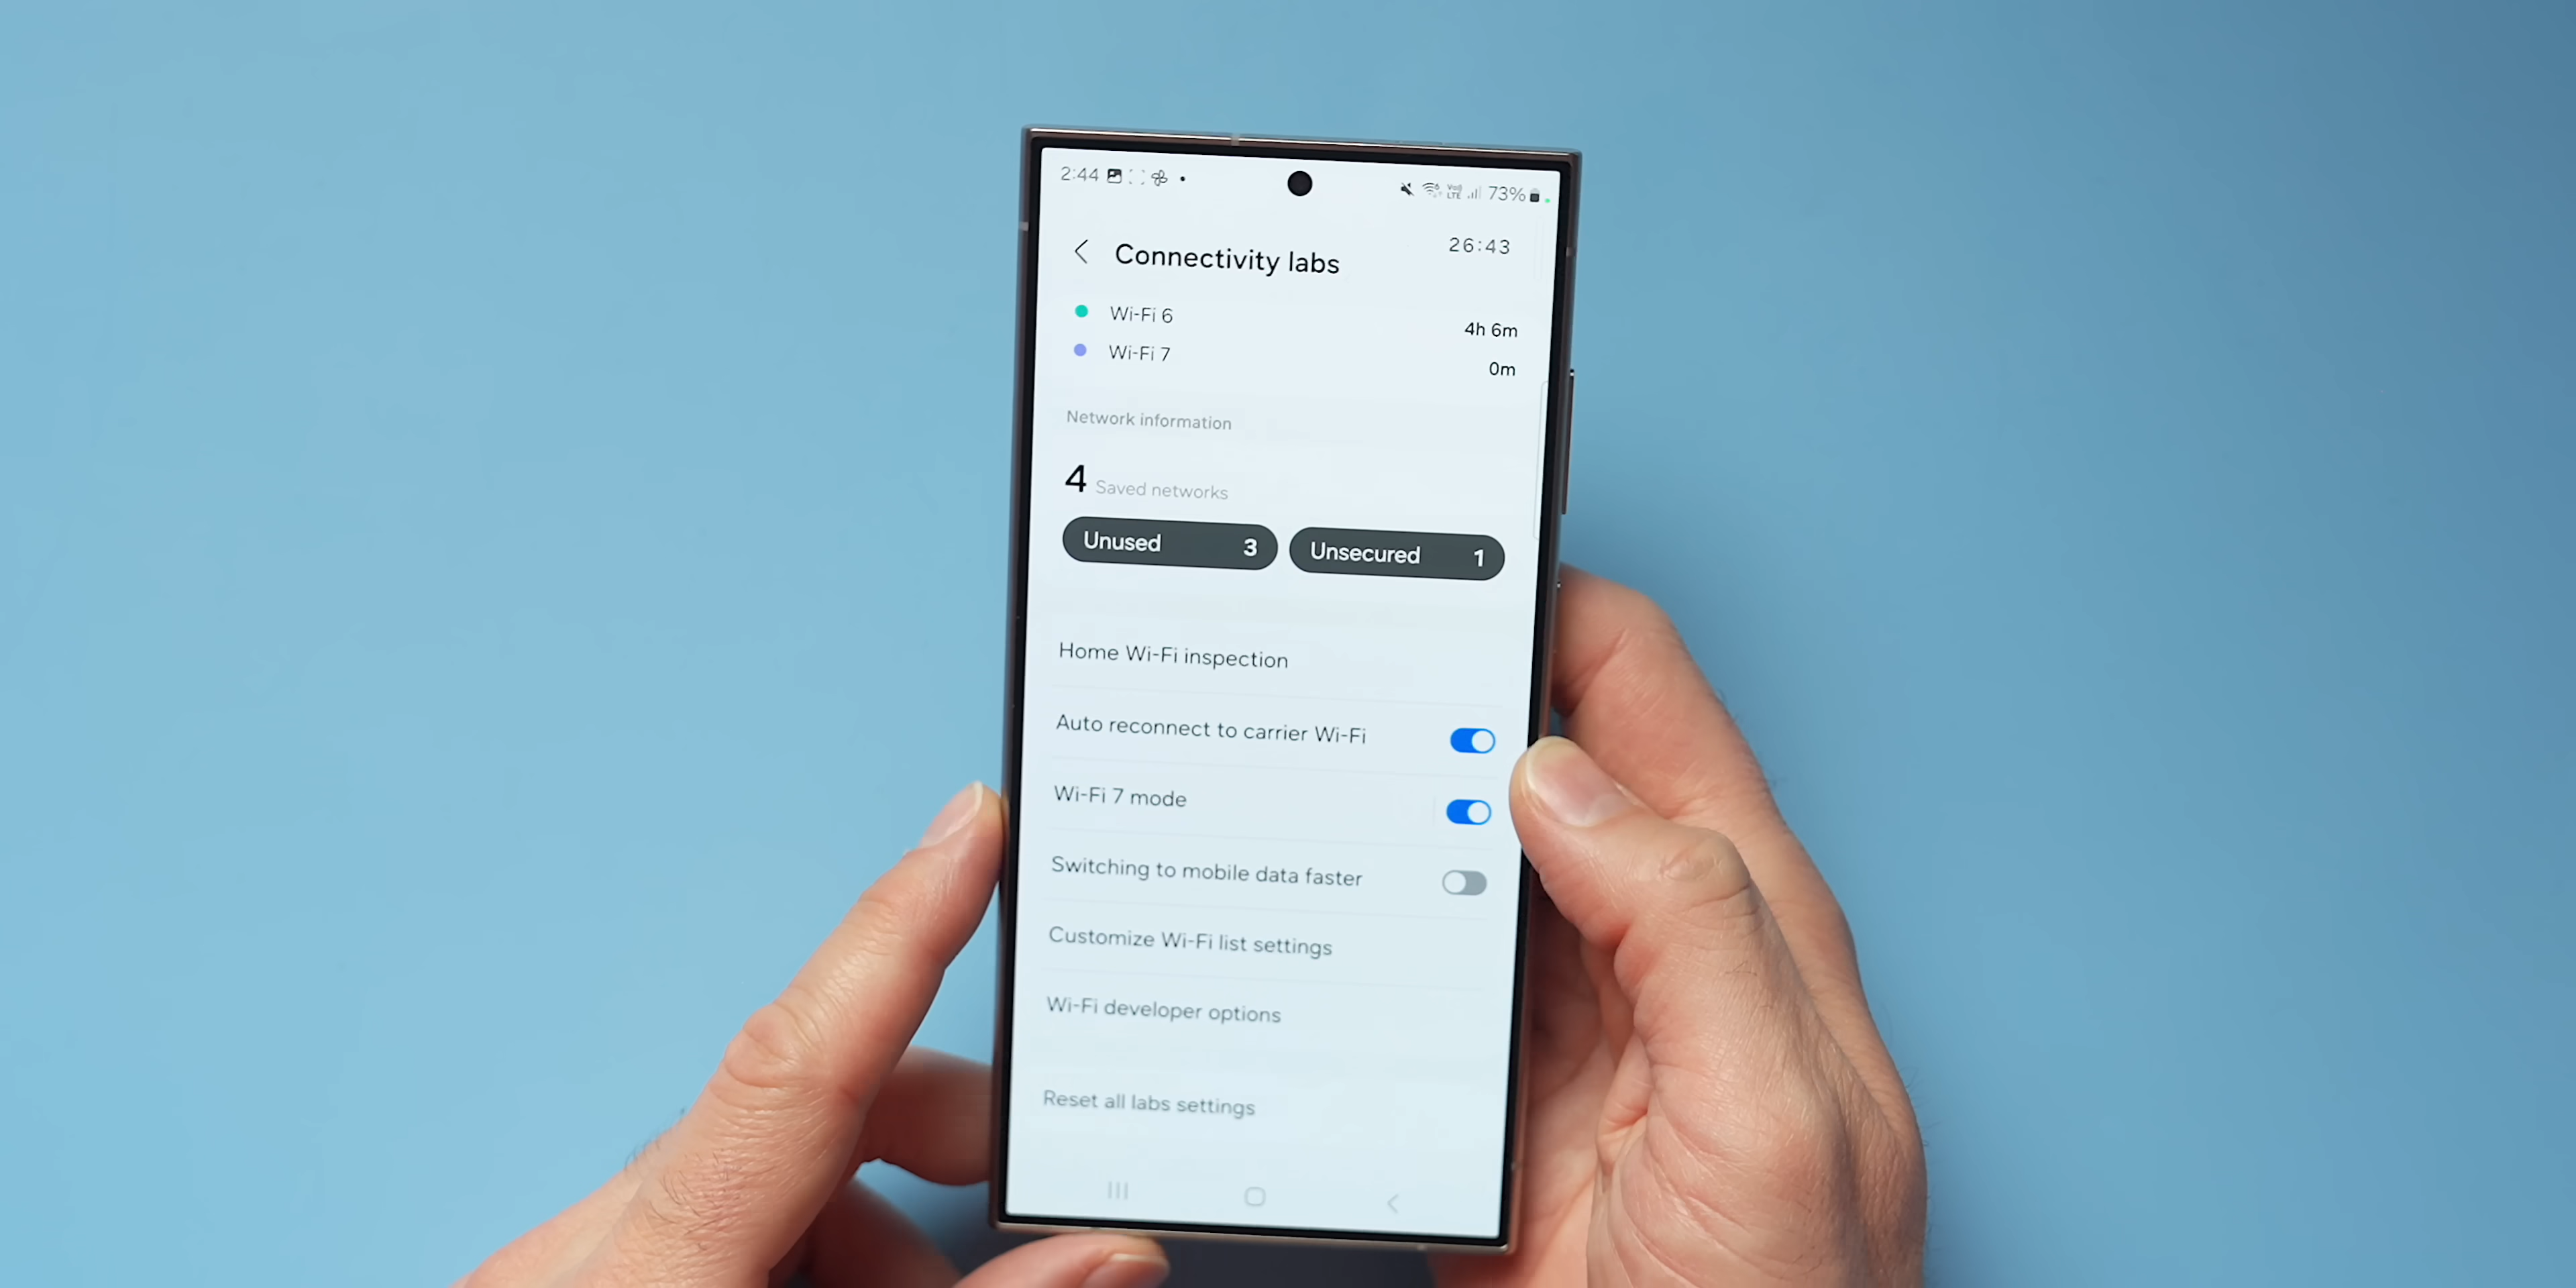 2:44
Vo)) LTE 73%
26:43
Connectivity labs
Wi-Fi 6 4h 6m
Wi-Fi 7 0m
Network information
4 Saved networks
Unused 3 Unsecured 1
Home Wi-Fi inspection
Auto reconnect to carrier Wi-Fi
Wi-Fi 7 mode
Switching to mobile data faster
Customize Wi-Fi list settings
Wi-Fi developer options
Reset all labs settings